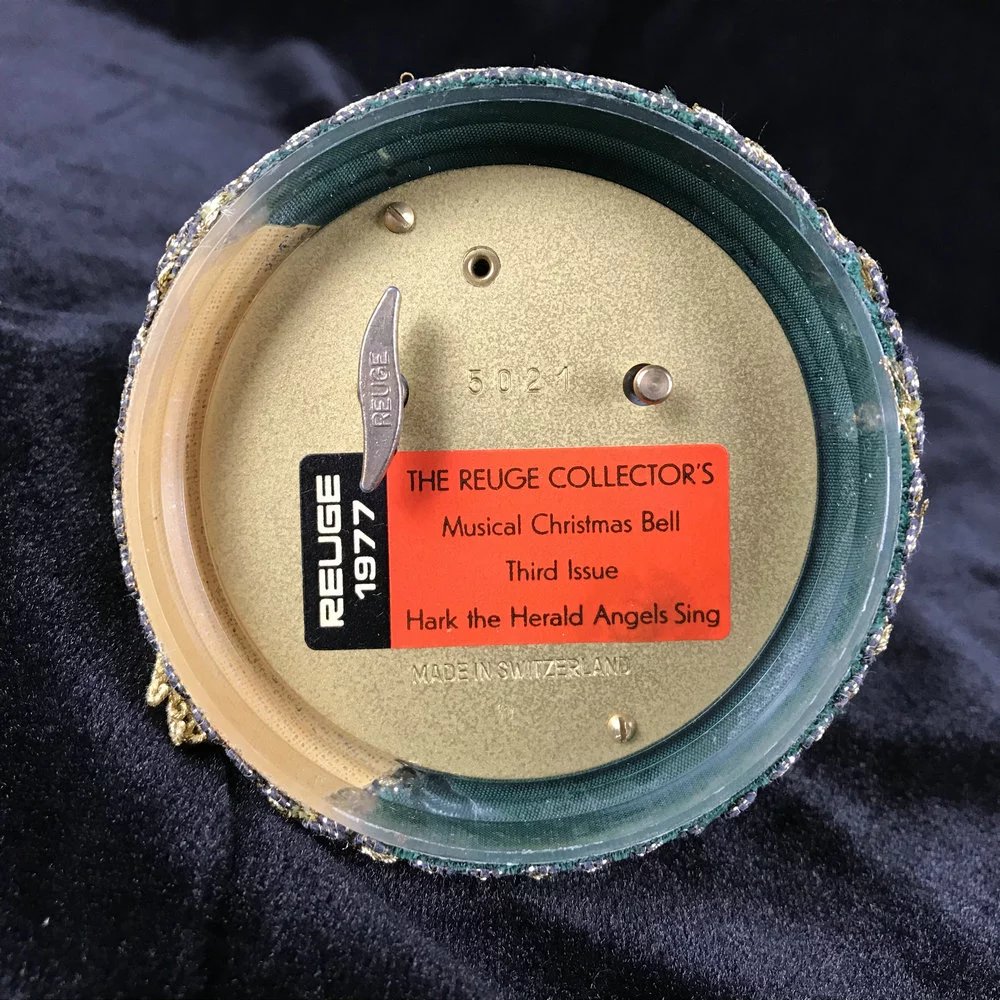 REUGE
5021
REUGE
1977
THE REUGE COLLECTOR'S
Musical Christmas Bell
Third Issue
Hark the Herald Angels Sing
MADE IN SWITZERLAND